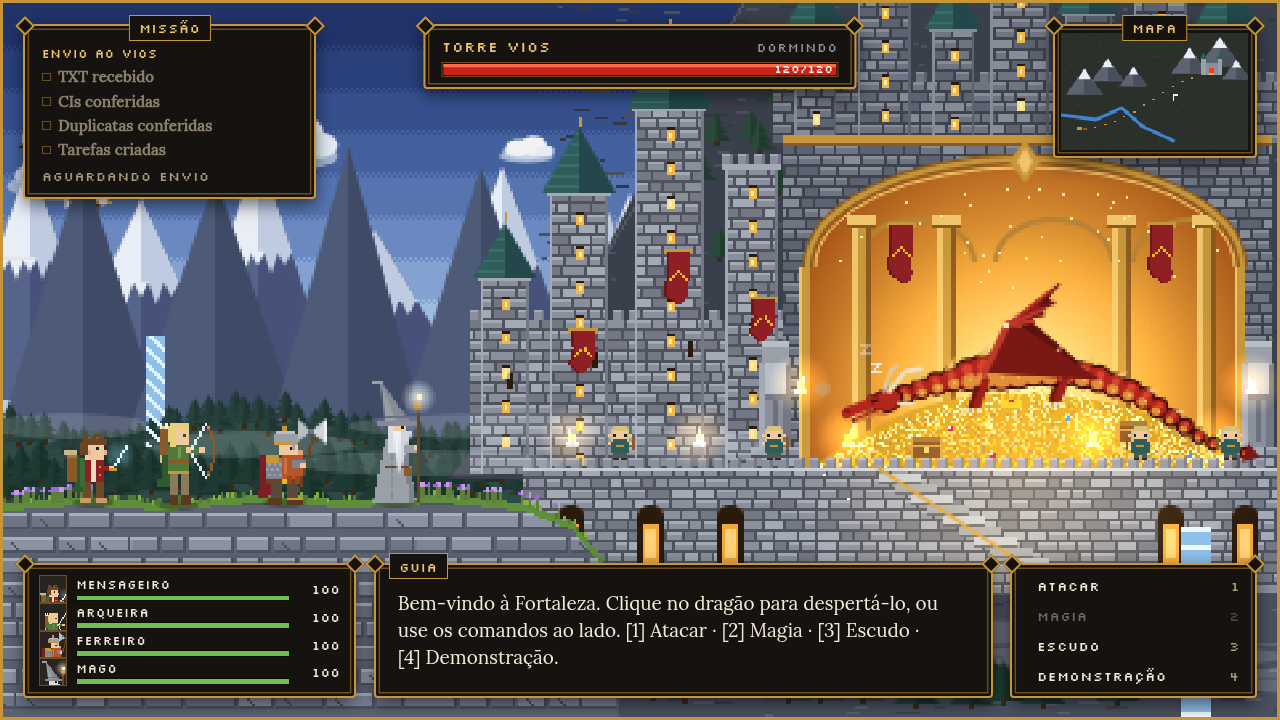 MISSÃO
ENVIO AO VIOS
TXT recebido
CIs conferidas
Duplicatas conferidas
Tarefas criadas
AGUARDANDO ENVIO
TORRE VIOS
DORMINDO
120/120
MAPA
Z
Z
MENSAGEIRO 100
ARQUEIRA 100
FERREIRO 100
MAGO 100
GUIA
Bem-vindo à Fortaleza. Clique no dragão para despertá-lo, ou
use os comandos ao lado. [1] Atacar · [2] Magia · [3] Escudo ·
[4] Demonstração.
ATACAR 1
MAGIA 2
ESCUDO 3
DEMONSTRAÇÃO 4